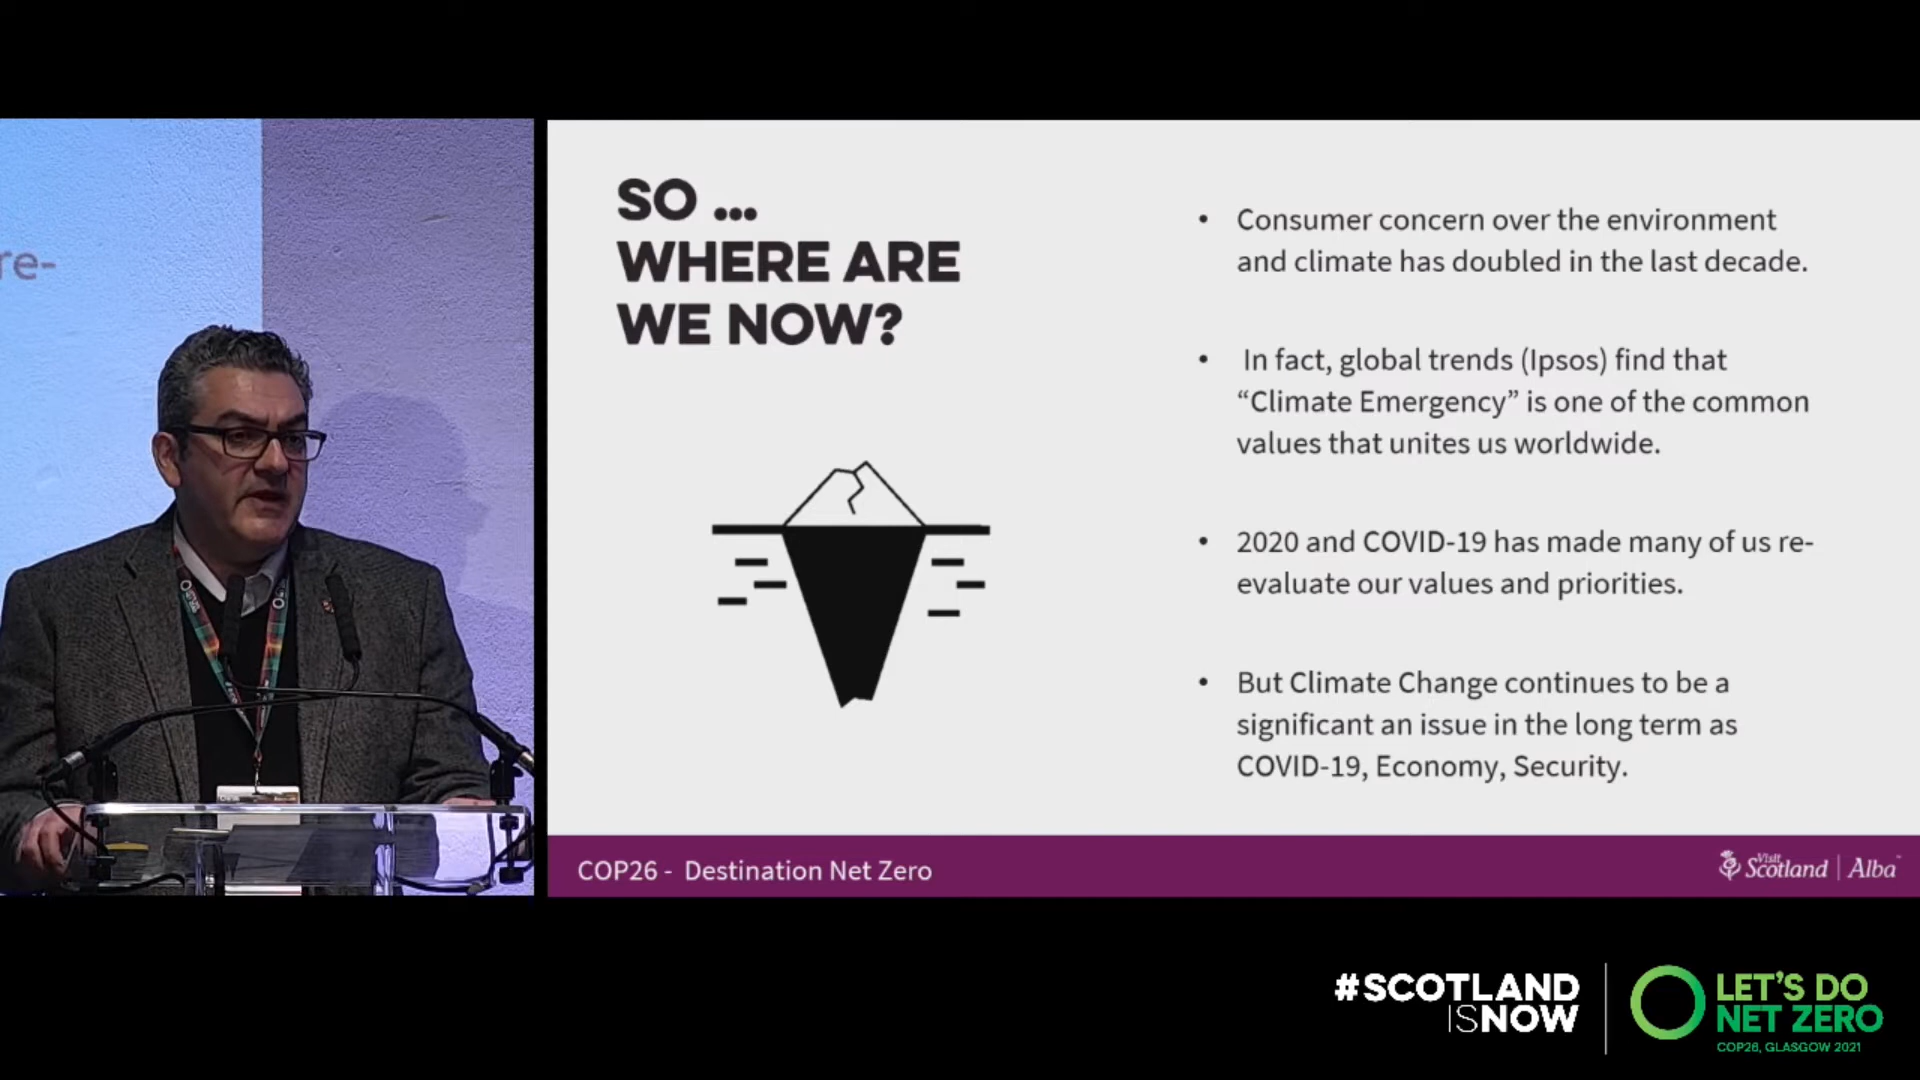 re-
SO ...
WHERE ARE
WE NOW?
• Consumer concern over the environment
and climate has doubled in the last decade.
• In fact, global trends (Ipsos) find that
“Climate Emergency” is one of the common
values that unites us worldwide.
• 2020 and COVID-19 has made many of us re-
evaluate our values and priorities.
• But Climate Change continues to be a
significant an issue in the long term as
COVID-19, Economy, Security.
COP26 - Destination Net Zero
Visit
Scotland | Alba
#SCOTLAND
ISNOW
LET'S DO
NET ZERO
COP26, GLASGOW 2021